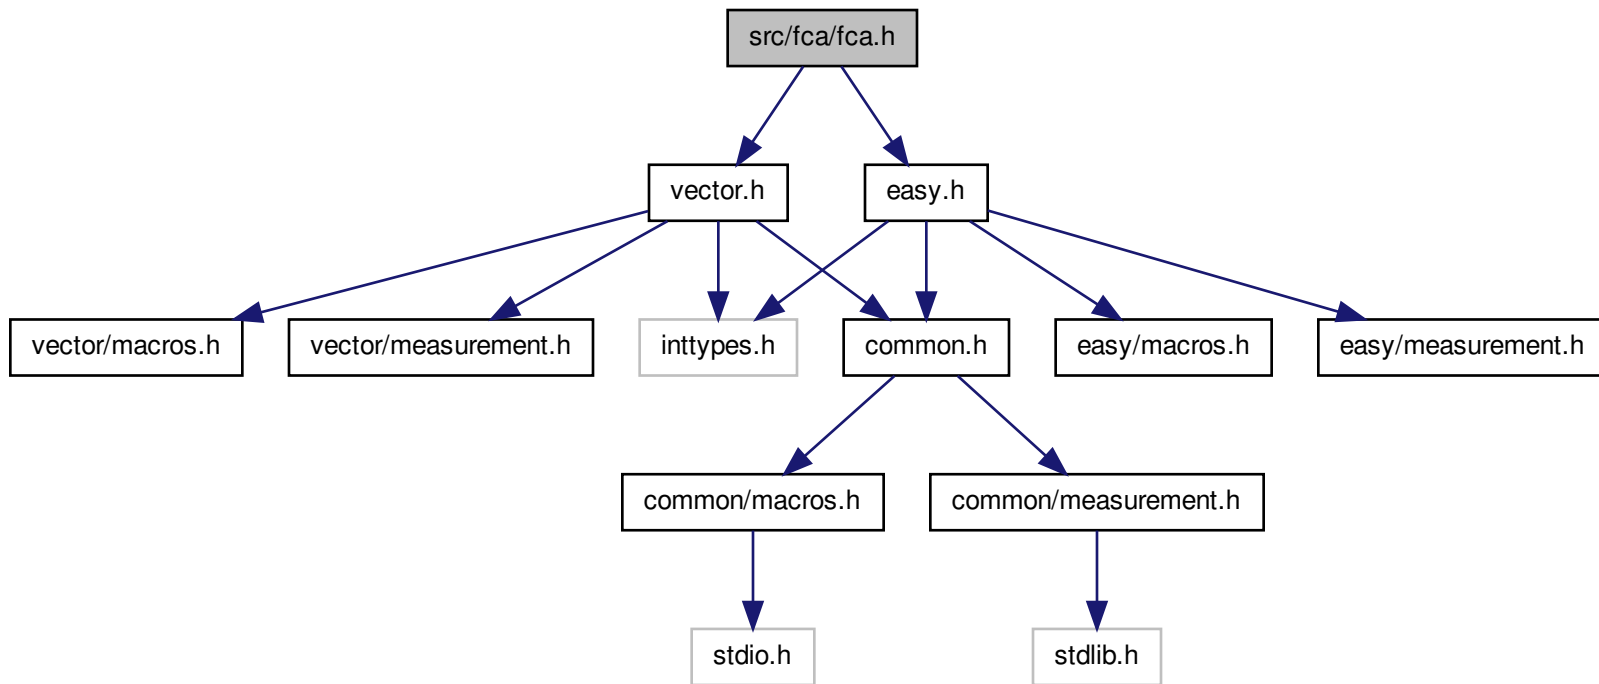 src/fca/fca.h
vector.h
easy.h
vector/macros.h
vector/measurement.h
inttypes.h
common.h
easy/macros.h
easy/measurement.h
common/macros.h
common/measurement.h
stdio.h
stdlib.h